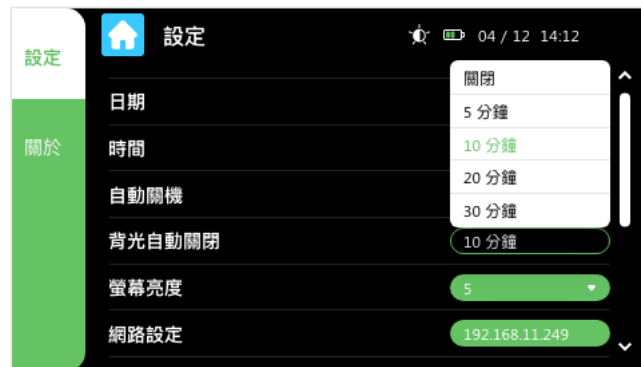 設定
設定
04 / 12 14:12
關於
日期
時間
自動關機
背光自動關閉
螢幕亮度
網路設定
關閉
5 分鐘
10 分鐘
20 分鐘
30 分鐘
10 分鐘
5
192.168.11.249